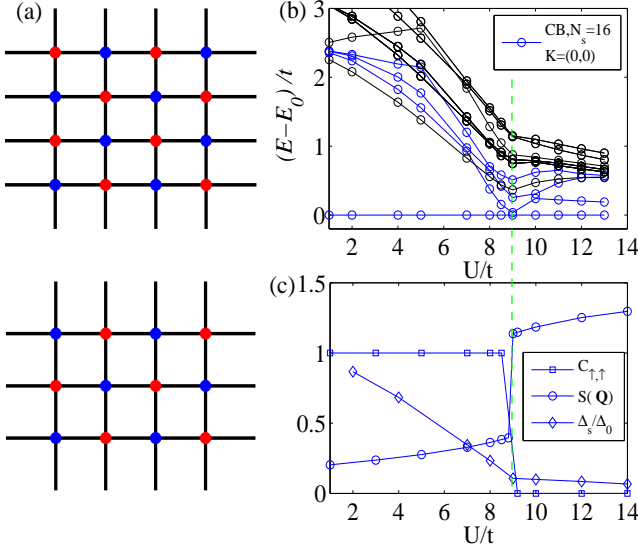 (a)
(b)
3
2
1
0
(E−E₀)/t
CB,Nₛ=16
K=(0,0)
2 4 6 8 10 12 14
U/t
(c)
1.5
1
0.5
0
C↑,↑
S(Q)
Δₛ/Δ₀
2 4 6 8 10 12 14
U/t